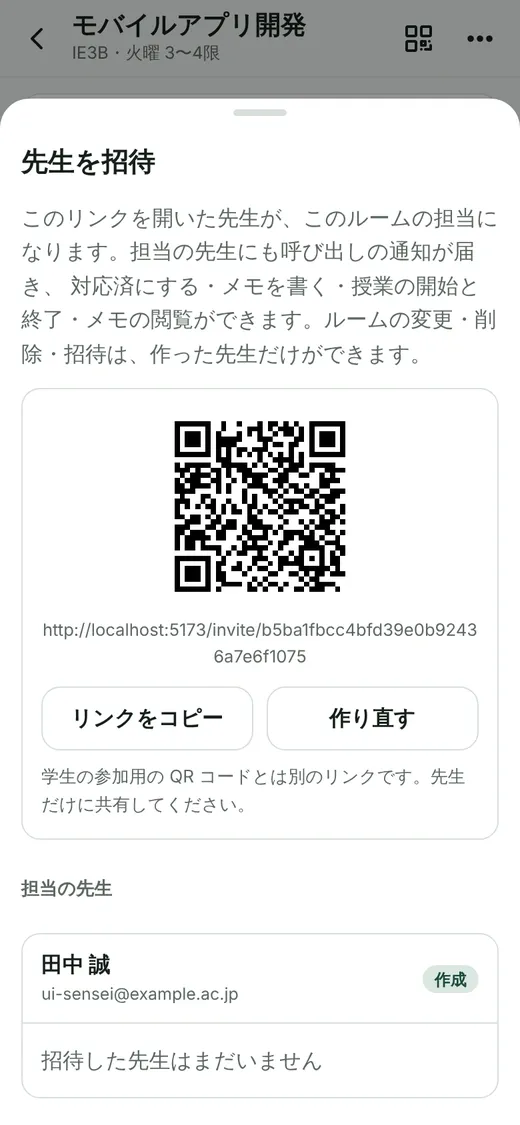 モバイルアプリ開発
IE3B・火曜 3〜4限
先生を招待
このリンクを開いた先生が、このルームの担当に
なります。担当の先生にも呼び出しの通知が届
き、 対応済にする・メモを書く・授業の開始と
終了・メモの閲覧ができます。ルームの変更・削
除・招待は、作った先生だけができます。
http://localhost:5173/invite/b5ba1fbcc4bfd39e0b9243
6a7e6f1075
リンクをコピー
作り直す
学生の参加用の QR コードとは別のリンクです。先生
だけに共有してください。
担当の先生
田中 誠
ui-sensei@example.ac.jp
作成
招待した先生はまだいません